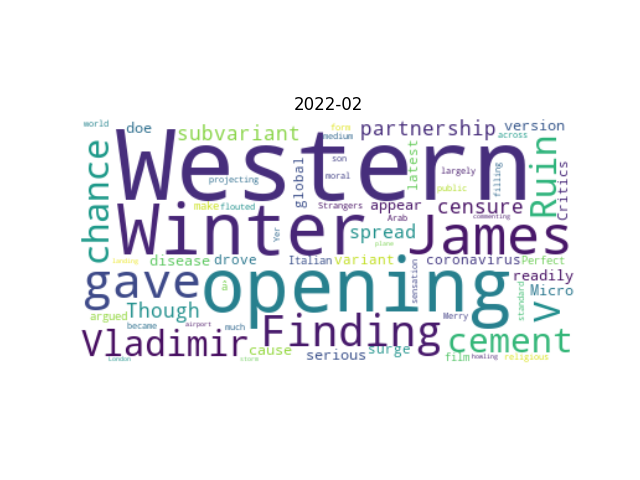 2022-02
world
doe
subvariant
form
medium
partnership
version
across
Western
chance
projecting
global
son
moral
latest
largely
public
filling
Ruin
Critics
make
flouted
Strangers
appear
Arab
censure
commenting
Winter
Yer
spread
plane
James
disease
drove
Italian
variant
coronavirus
Perfect
landing
gave
opening
sensation
readily
Micro
V
standard
argued
Though
became
airport
much
Merry
Vladimir
Finding
cement
London
storm
cause
serious
surge
film
howling
religious